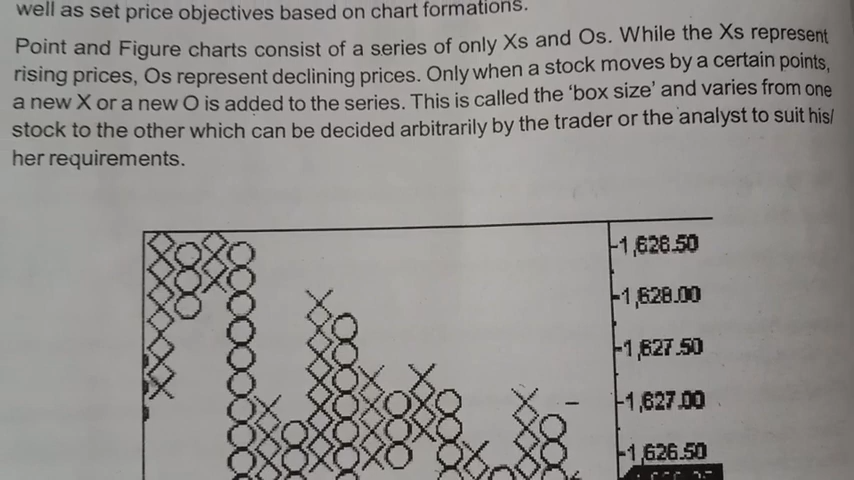 well as set price objectives based on chart formations.
Point and Figure charts consist of a series of only Xs and Os. While the Xs represent
rising prices, Os represent declining prices. Only when a stock moves by a certain points,
a new X or a new O is added to the series. This is called the ‘box size’ and varies from one
stock to the other which can be decided arbitrarily by the trader or the analyst to suit his/
her requirements.
1,628.50
1,628.00
1,627.50
1,627.00
1,626.50